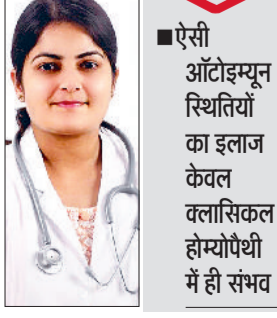 ■ऐसी
ऑटोइम्यून
स्थितियों
का इलाज
केवल
क्लासिकल
होम्योपैथी
में ही संभव